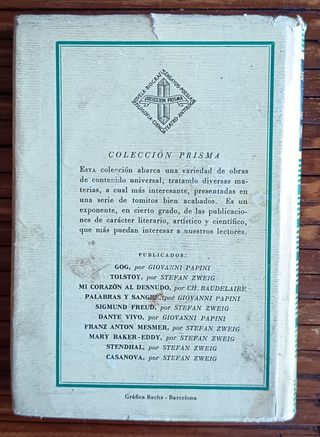 COLECCIÓN PRISMA
COLECCIÓN PRISMA
ESTA colección abarca una variedad de obras
de contenido universal, tratando diversas ma-
terias, a cual más interesante, presentadas en
una serie de tomitos bien acabados. Es un
exponente, en cierto grado, de las publicaciones
de carácter literario, artístico y científico,
que más puedan interesar a nuestros lectores.
PUBLICADOS:
GOG, por GIOVANNI PAPINI
TOLSTOY, por STEFAN ZWEIG
MI CORAZÓN AL DESNUDO, por CH. BAUDELAIRE
PALABRAS Y SANGRE, por GIOVANNI PAPINI
SIGMUND FREUD, por STEFAN ZWEIG
DANTE VIVO, por GIOVANNI PAPINI
FRANZ ANTON MESMER, por STEFAN ZWEIG
MARY BAKER-EDDY, por STEFAN ZWEIG
STENDHAL, por STEFAN ZWEIG
CASANOVA, por STEFAN ZWEIG
Gráfica Bachs - Barcelona